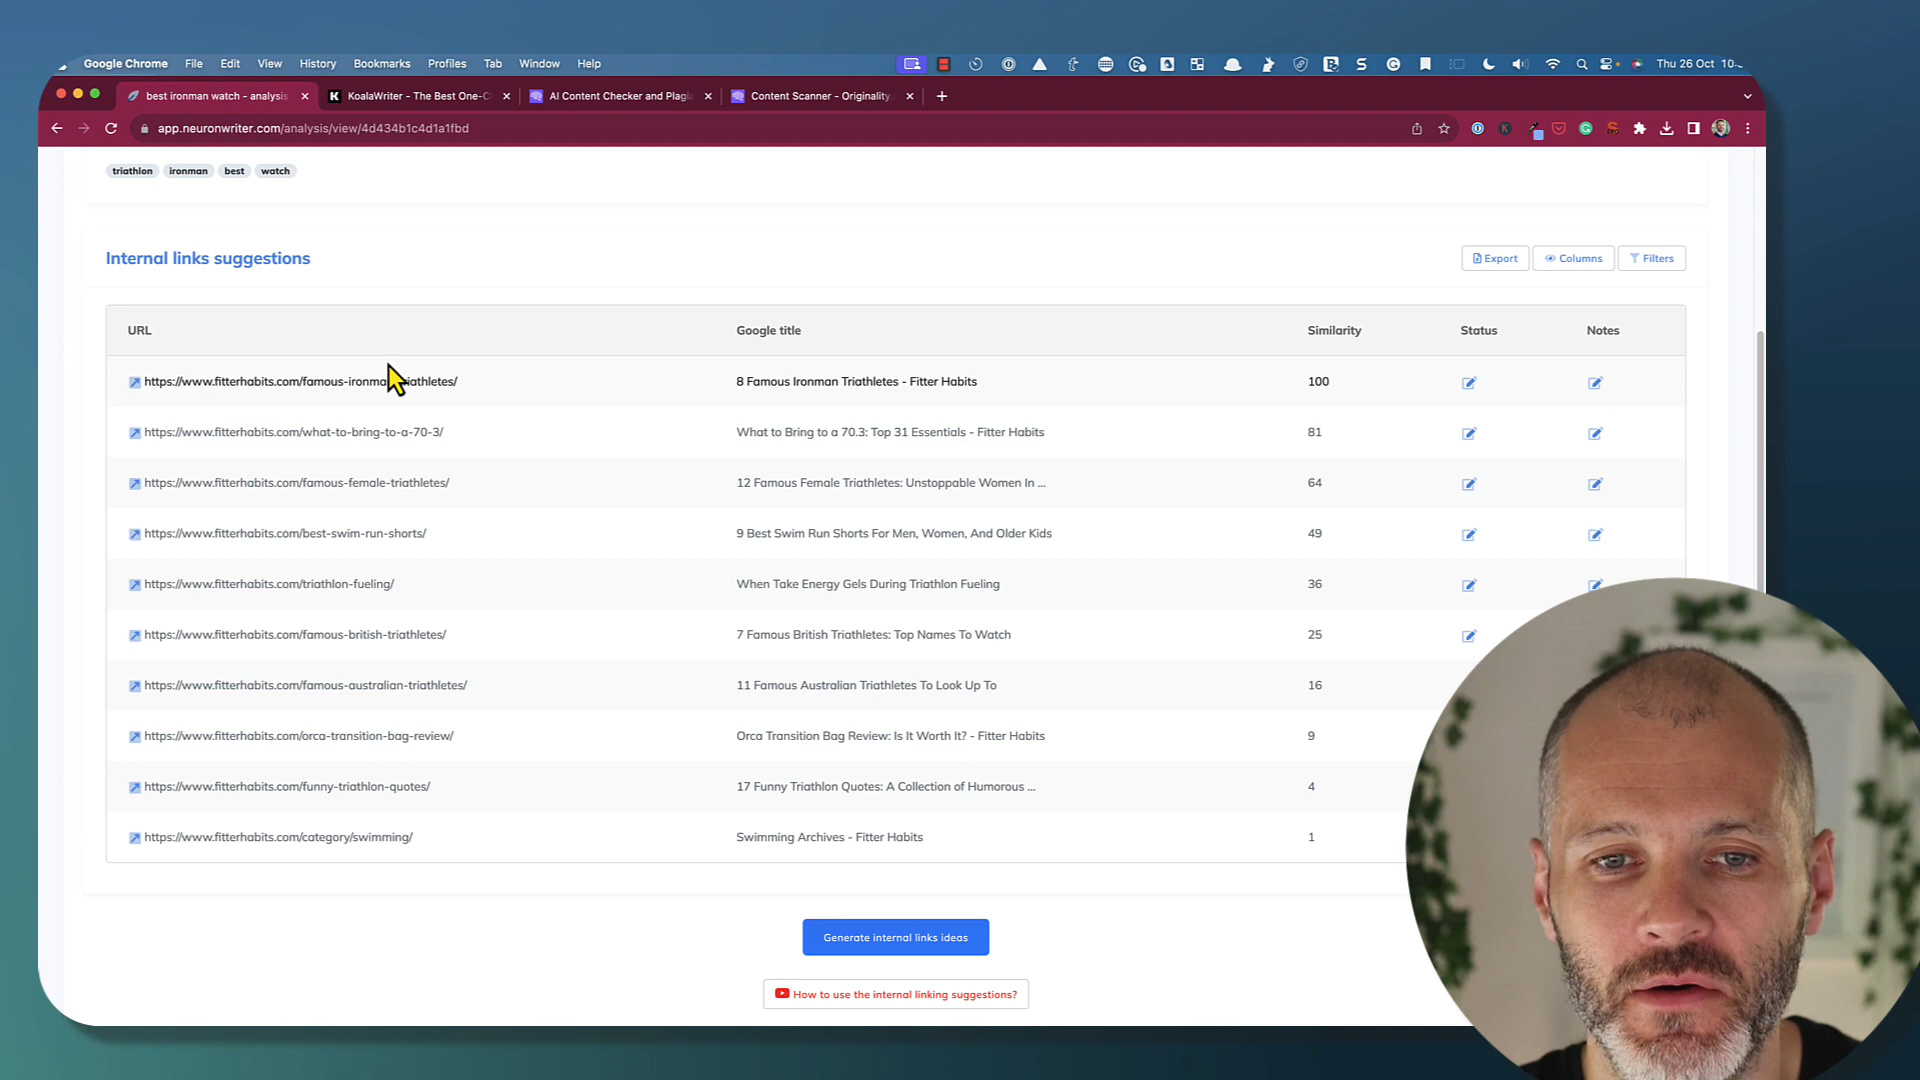 Google Chrome File Edit View History Bookmarks Profiles Tab Window Help Thu 26 Oct
best ironman watch - analysis KoalaWriter - The Best One-C AI Content Checker and Plagia Content Scanner - Originality.
app.neuronwriter.com/analysis/view/4d434b1c4d1a1fbd
triathlon ironman best watch
Internal links suggestions Export Columns Filters
URL Google title Similarity Status Notes
https://www.fitterhabits.com/famous-ironma iathletes/ 8 Famous Ironman Triathletes - Fitter Habits 100
https://www.fitterhabits.com/what-to-bring-to-a-70-3/ What to Bring to a 70.3: Top 31 Essentials - Fitter Habits 81
https://www.fitterhabits.com/famous-female-triathletes/ 12 Famous Female Triathletes: Unstoppable Women In ... 64
https://www.fitterhabits.com/best-swim-run-shorts/ 9 Best Swim Run Shorts For Men, Women, And Older Kids 49
https://www.fitterhabits.com/triathlon-fueling/ When Take Energy Gels During Triathlon Fueling 36
https://www.fitterhabits.com/famous-british-triathletes/ 7 Famous British Triathletes: Top Names To Watch 25
https://www.fitterhabits.com/famous-australian-triathletes/ 11 Famous Australian Triathletes To Look Up To 16
https://www.fitterhabits.com/orca-transition-bag-review/ Orca Transition Bag Review: Is It Worth It? - Fitter Habits 9
https://www.fitterhabits.com/funny-triathlon-quotes/ 17 Funny Triathlon Quotes: A Collection of Humorous ... 4
https://www.fitterhabits.com/category/swimming/ Swimming Archives - Fitter Habits 1
Generate internal links ideas
How to use the internal linking suggestions?